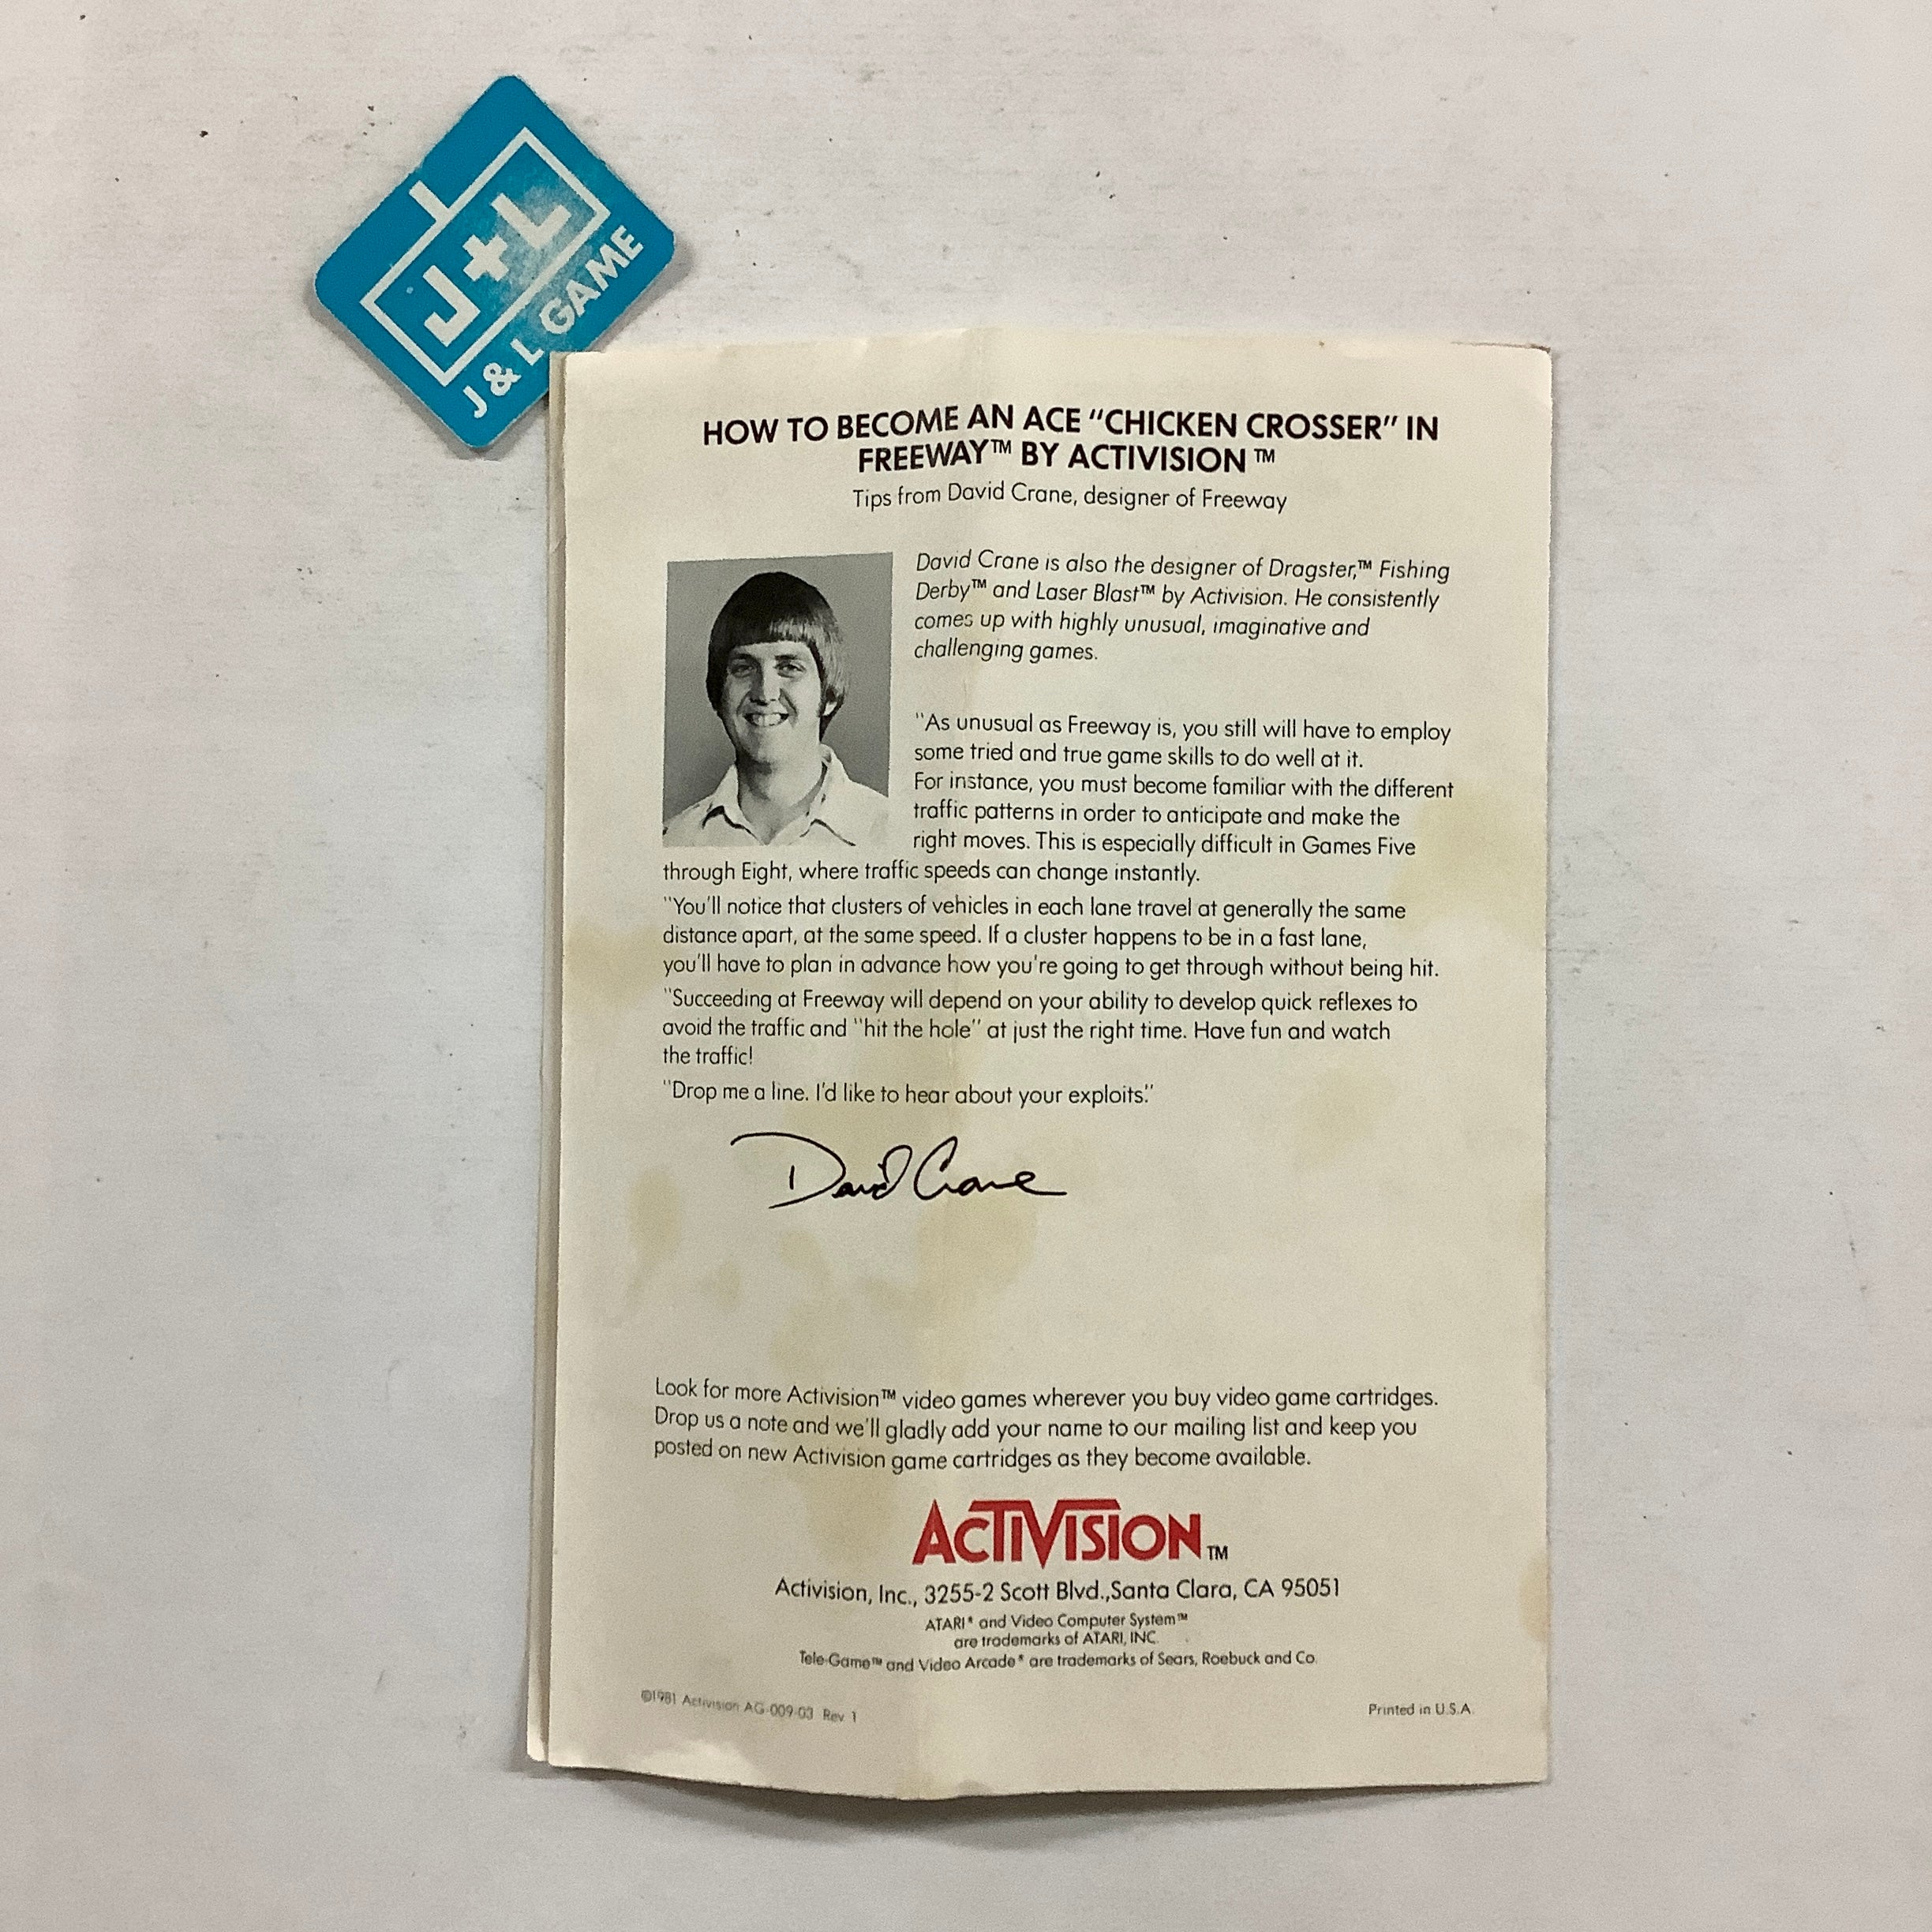 J+L
J & L GAME
HOW TO BECOME AN ACE "CHICKEN CROSSER" IN
FREEWAY™ BY ACTIVISION™
Tips from David Crane, designer of Freeway
David Crane is also the designer of Dragster,™ Fishing
Derby™ and Laser Blast™ by Activision. He consistently
comes up with highly unusual, imaginative and
challenging games.
"As unusual as Freeway is, you still will have to employ
some tried and true game skills to do well at it.
For instance, you must become familiar with the different
traffic patterns in order to anticipate and make the
right moves. This is especially difficult in Games Five
through Eight, where traffic speeds can change instantly.
"You'll notice that clusters of vehicles in each lane travel at generally the same
distance apart, at the same speed. If a cluster happens to be in a fast lane,
you'll have to plan in advance how you're going to get through without being hit.
"Succeeding at Freeway will depend on your ability to develop quick reflexes to
avoid the traffic and "hit the hole" at just the right time. Have fun and watch
the traffic!
"Drop me a line. I'd like to hear about your exploits."
David Crane
Look for more Activision™ video games wherever you buy video game cartridges.
Drop us a note and we'll gladly add your name to our mailing list and keep you
posted on new Activision game cartridges as they become available.
ACTIVISION™
Activision, Inc., 3255-2 Scott Blvd.,Santa Clara, CA 95051
ATARI® and Video Computer System™
are trademarks of ATARI, INC.
Tele-Game™ and Video Arcade® are trademarks of Sears, Roebuck and Co.
©1981 Activision AG-009-03 Rev 1
Printed in U.S.A.